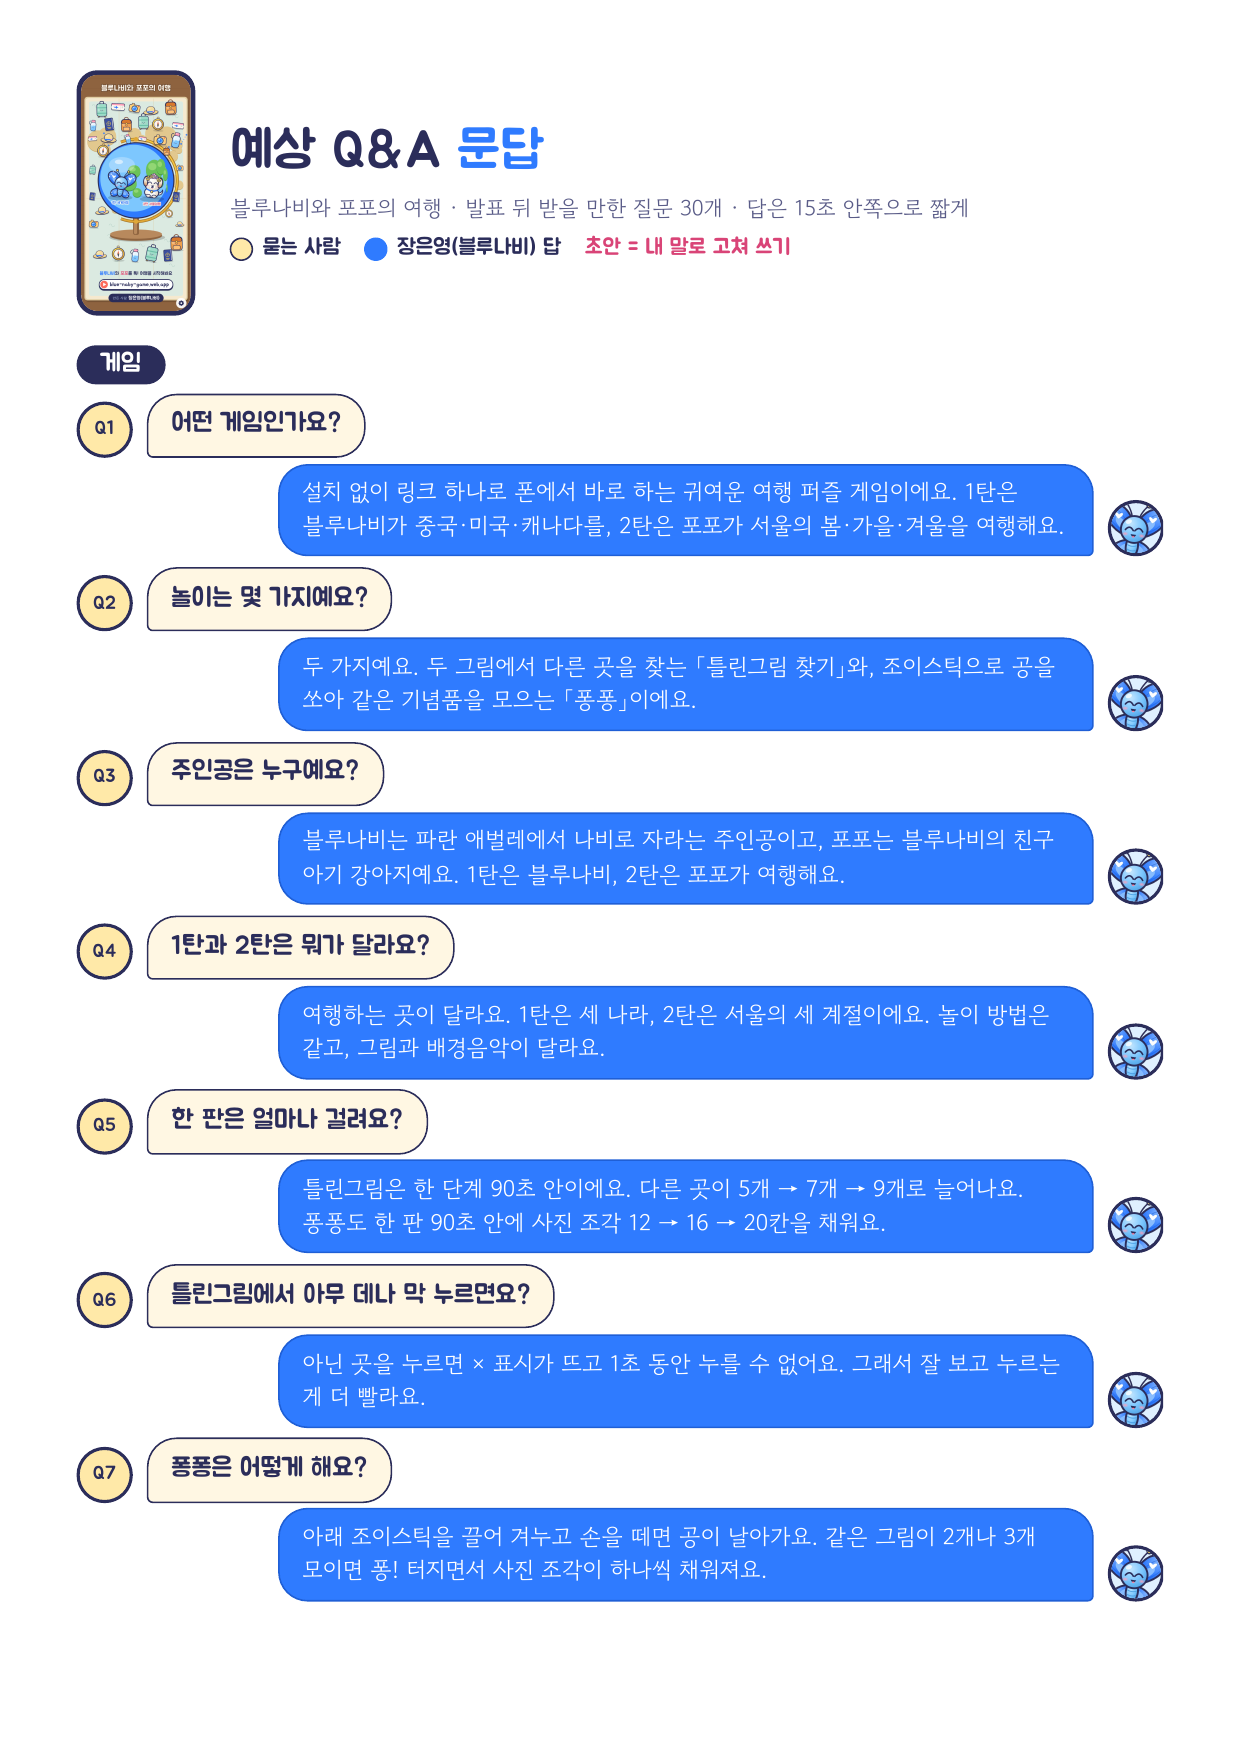 블루나비와 포포의 여행
blue-naby-game.web.app
예상 Q&A 문답
블루나비와 포포의 여행 · 발표 뒤 받을 만한 질문 30개 · 답은 15초 안쪽으로 짧게
묻는 사람 장은영(블루나비) 답 초안 = 내 말로 고쳐 쓰기
게임
Q1 어떤 게임인가요?
설치 없이 링크 하나로 폰에서 바로 하는 귀여운 여행 퍼즐 게임이에요. 1탄은
블루나비가 중국·미국·캐나다를, 2탄은 포포가 서울의 봄·가을·겨울을 여행해요.
Q2 놀이는 몇 가지예요?
두 가지예요. 두 그림에서 다른 곳을 찾는 「틀린그림 찾기」와, 조이스틱으로 공을
쏘아 같은 기념품을 모으는 「퐁퐁」이에요.
Q3 주인공은 누구예요?
블루나비는 파란 애벌레에서 나비로 자라는 주인공이고, 포포는 블루나비의 친구
아기 강아지예요. 1탄은 블루나비, 2탄은 포포가 여행해요.
Q4 1탄과 2탄은 뭐가 달라요?
여행하는 곳이 달라요. 1탄은 세 나라, 2탄은 서울의 세 계절이에요. 놀이 방법은
같고, 그림과 배경음악이 달라요.
Q5 한 판은 얼마나 걸려요?
틀린그림은 한 단계 90초 안이에요. 다른 곳이 5개 → 7개 → 9개로 늘어나요.
퐁퐁도 한 판 90초 안에 사진 조각 12 → 16 → 20칸을 채워요.
Q6 틀린그림에서 아무 데나 막 누르면요?
아닌 곳을 누르면 × 표시가 뜨고 1초 동안 누를 수 없어요. 그래서 잘 보고 누르는
게 더 빨라요.
Q7 퐁퐁은 어떻게 해요?
아래 조이스틱을 끌어 겨누고 손을 떼면 공이 날아가요. 같은 그림이 2개나 3개
모이면 퐁! 터지면서 사진 조각이 하나씩 채워져요.